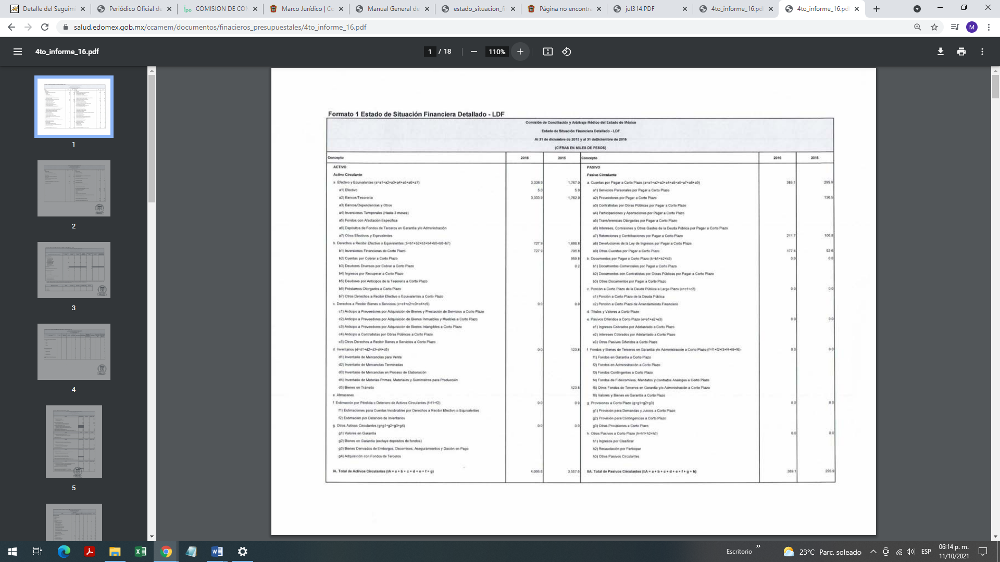 Detalle del Seguimi
Periódico Oficial de
COMISION DE CON
Marco Jurídico | Co
Manual General de
estado_situacion_fi
Página no encontra
jul314.PDF
4to_informe_16.pdf
4to_informe_16.pdf
salud.edomex.gob.mx/ccamem/documentos/finacieros_presupuestales/4to_informe_16.pdf
M
4to_informe_16.pdf
1 / 18
110%
1
2
3
4
5
Formato 1 Estado de Situación Financiera Detallado - LDF
Comisión de Conciliación y Arbitraje Médico del Estado de México
Estado de Situación Financiera Detallado - LDF
Al 31 de diciembre de 2015 y al 31 deDiciembre de 2016
(CIFRAS EN MILES DE PESOS)
Concepto 2016 2015 Concepto 2016 2015
ACTIVO PASIVO
Activo Circulante Pasivo Circulante
a. Efectivo y Equivalentes (a=a1+a2+a3+a4+a5+a6+a7) 1,767.0 a. Cuentas por Pagar a Corto Plazo (a=a1+a2+a3+a4+a5+a6+a7+a8+a9) 389.1 295.9
a1) Efectivo 5.0 5.0 a1) Servicios Personales por Pagar a Corto Plazo
a2) Bancos/Tesorería 3,333.9 1,762.0 a2) Proveedores por Pagar a Corto Plazo 136.5
a3) Bancos/Dependencias y Otros a3) Contratistas por Obras Públicas por Pagar a Corto Plazo
a4) Inversiones Temporales (Hasta 3 meses) a4) Participaciones y Aportaciones por Pagar a Corto Plazo
a5) Fondos con Afectación Específica a5) Transferencias Otorgadas por Pagar a Corto Plazo
a6) Depósitos de Fondos de Terceros en Garantía y/o Administración a6) Intereses, Comisiones y Otros Gastos de la Deuda Pública por Pagar a Corto Plazo
a7) Otros Efectivos y Equivalentes a7) Retenciones y Contribuciones por Pagar a Corto Plazo 211.7 106.8
b. Derechos a Recibir Efectivo o Equivalentes (b=b1+b2+b3+b4+b5+b6+b7) 727.9 1,666.8 a8) Devoluciones de la Ley de Ingresos por Pagar a Corto Plazo
b1) Inversiones Financieras de Corto Plazo 727.9 706.8 a9) Otras Cuentas por Pagar a Corto Plazo 177.4 52.6
b2) Cuentas por Cobrar a Corto Plazo 959.8 b. Documentos por Pagar a Corto Plazo (b=b1+b2+b3) 0.0 0.0
b3) Deudores Diversos por Cobrar a Corto Plazo 0.2 b1) Documentos Comerciales por Pagar a Corto Plazo
b4) Ingresos por Recuperar a Corto Plazo b2) Documentos con Contratistas por Obras Públicas por Pagar a Corto Plazo
b5) Deudores por Anticipos de la Tesorería a Corto Plazo b3) Otros Documentos por Pagar a Corto Plazo
b6) Préstamos Otorgados a Corto Plazo c. Porción a Corto Plazo de la Deuda Pública a Largo Plazo (c=c1+c2) 0.0 0.0
b7) Otros Derechos a Recibir Efectivo o Equivalentes a Corto Plazo c1) Porción a Corto Plazo de la Deuda Pública
c. Derechos a Recibir Bienes o Servicios (c=c1+c2+c3+c4+c5) 0.0 0.0 c2) Porción a Corto Plazo de Arrendamiento Financiero
c1) Anticipo a Proveedores por Adquisición de Bienes y Prestación de Servicios a Corto Plazo d. Títulos y Valores a Corto Plazo
c2) Anticipo a Proveedores por Adquisición de Bienes Inmuebles y Muebles a Corto Plazo e. Pasivos Diferidos a Corto Plazo (e=e1+e2+e3) 0.0 0.0
c3) Anticipo a Proveedores por Adquisición de Bienes Intangibles a Corto Plazo e1) Ingresos Cobrados por Adelantado a Corto Plazo
c4) Anticipo a Contratistas por Obras Públicas a Corto Plazo e2) Intereses Cobrados por Adelantado a Corto Plazo
c5) Otros Derechos a Recibir Bienes o Servicios a Corto Plazo e3) Otros Pasivos Diferidos a Corto Plazo
d. Inventarios (d=d1+d2+d3+d4+d5) 0.0 123.8 f. Fondos y Bienes de Terceros en Garantía y/o Administración a Corto Plazo (f=f1+f2+f3+f4+f5+f6) 0.0 0.0
d1) Inventario de Mercancías para Venta f1) Fondos en Garantía a Corto Plazo
d2) Inventario de Mercancías Terminadas f2) Fondos en Administración a Corto Plazo
d3) Inventario de Mercancías en Proceso de Elaboración f3) Fondos Contingentes a Corto Plazo
d4) Inventario de Materias Primas, Materiales y Suministros para Producción f4) Fondos de Fideicomisos, Mandatos y Contratos Análogos a Corto Plazo
d5) Bienes en Tránsito 123.8 f5) Otros Fondos de Terceros en Garantía y/o Administración a Corto Plazo
e. Almacenes f6) Valores y Bienes en Garantía a Corto Plazo
f. Estimación por Pérdida o Deterioro de Activos Circulantes (f=f1+f2) 0.0 0.0 g. Provisiones a Corto Plazo (g=g1+g2+g3) 0.0 0.0
f1) Estimaciones para Cuentas Incobrables por Derechos a Recibir Efectivo o Equivalentes g1) Provisión para Demandas y Juicios a Corto Plazo
f2) Estimación por Deterioro de Inventarios g2) Provisión para Contingencias a Corto Plazo
g. Otros Activos Circulantes (g=g1+g2+g3+g4) 0.0 0.0 g3) Otras Provisiones a Corto Plazo
g1) Valores en Garantía h. Otros Pasivos a Corto Plazo (h=h1+h2+h3) 0.0 0.0
g2) Bienes en Garantía (excluye depósitos de fondos) h1) Ingresos por Clasificar
g3) Bienes Derivados de Embargos, Decomisos, Aseguramientos y Dación en Pago h2) Recaudación por Participar
g4) Adquisición con Fondos de Terceros h3) Otros Pasivos Circulantes
IA. Total de Activos Circulantes (IA = a + b + c + d + e + f + g) 3,557.6 IIA. Total de Pasivos Circulantes (IIA = a + b + c + d + e + f + g + h) 389.1 295.9
Escritorio
23°C Parc. soleado
ESP
06:14 p. m.
11/10/2021